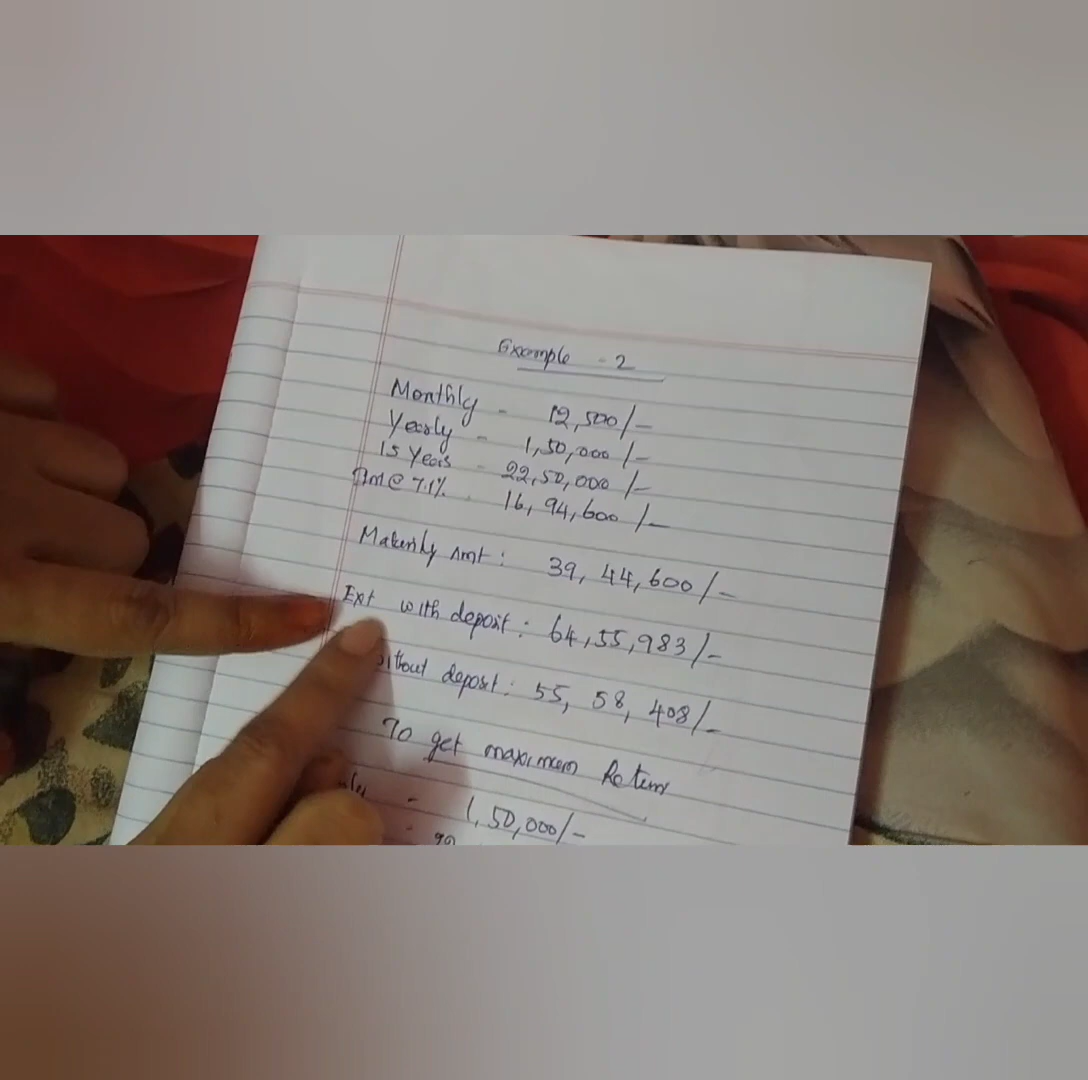 Example - 2
Monthly - 12,500/-
Yearly - 1,50,000/-
15 Years - 22,50,000/-
@ 7.1% 16,94,600/-
Maturity Amt : 39,44,600/-
Ext with deposit : 64,55,983/-
without deposit : 55,58,408/-
To get maximum Return
- 1,50,000/-